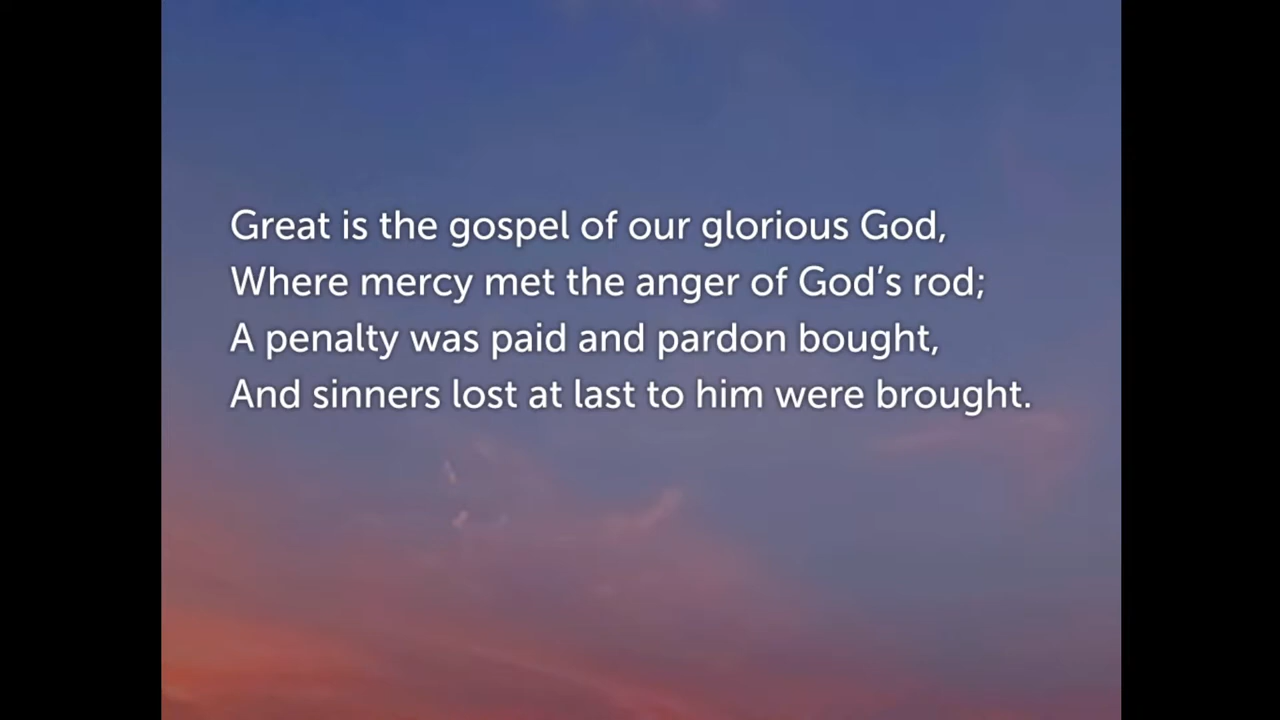 Great is the gospel of our glorious God,
Where mercy met the anger of God’s rod;
A penalty was paid and pardon bought,
And sinners lost at last to him were brought.